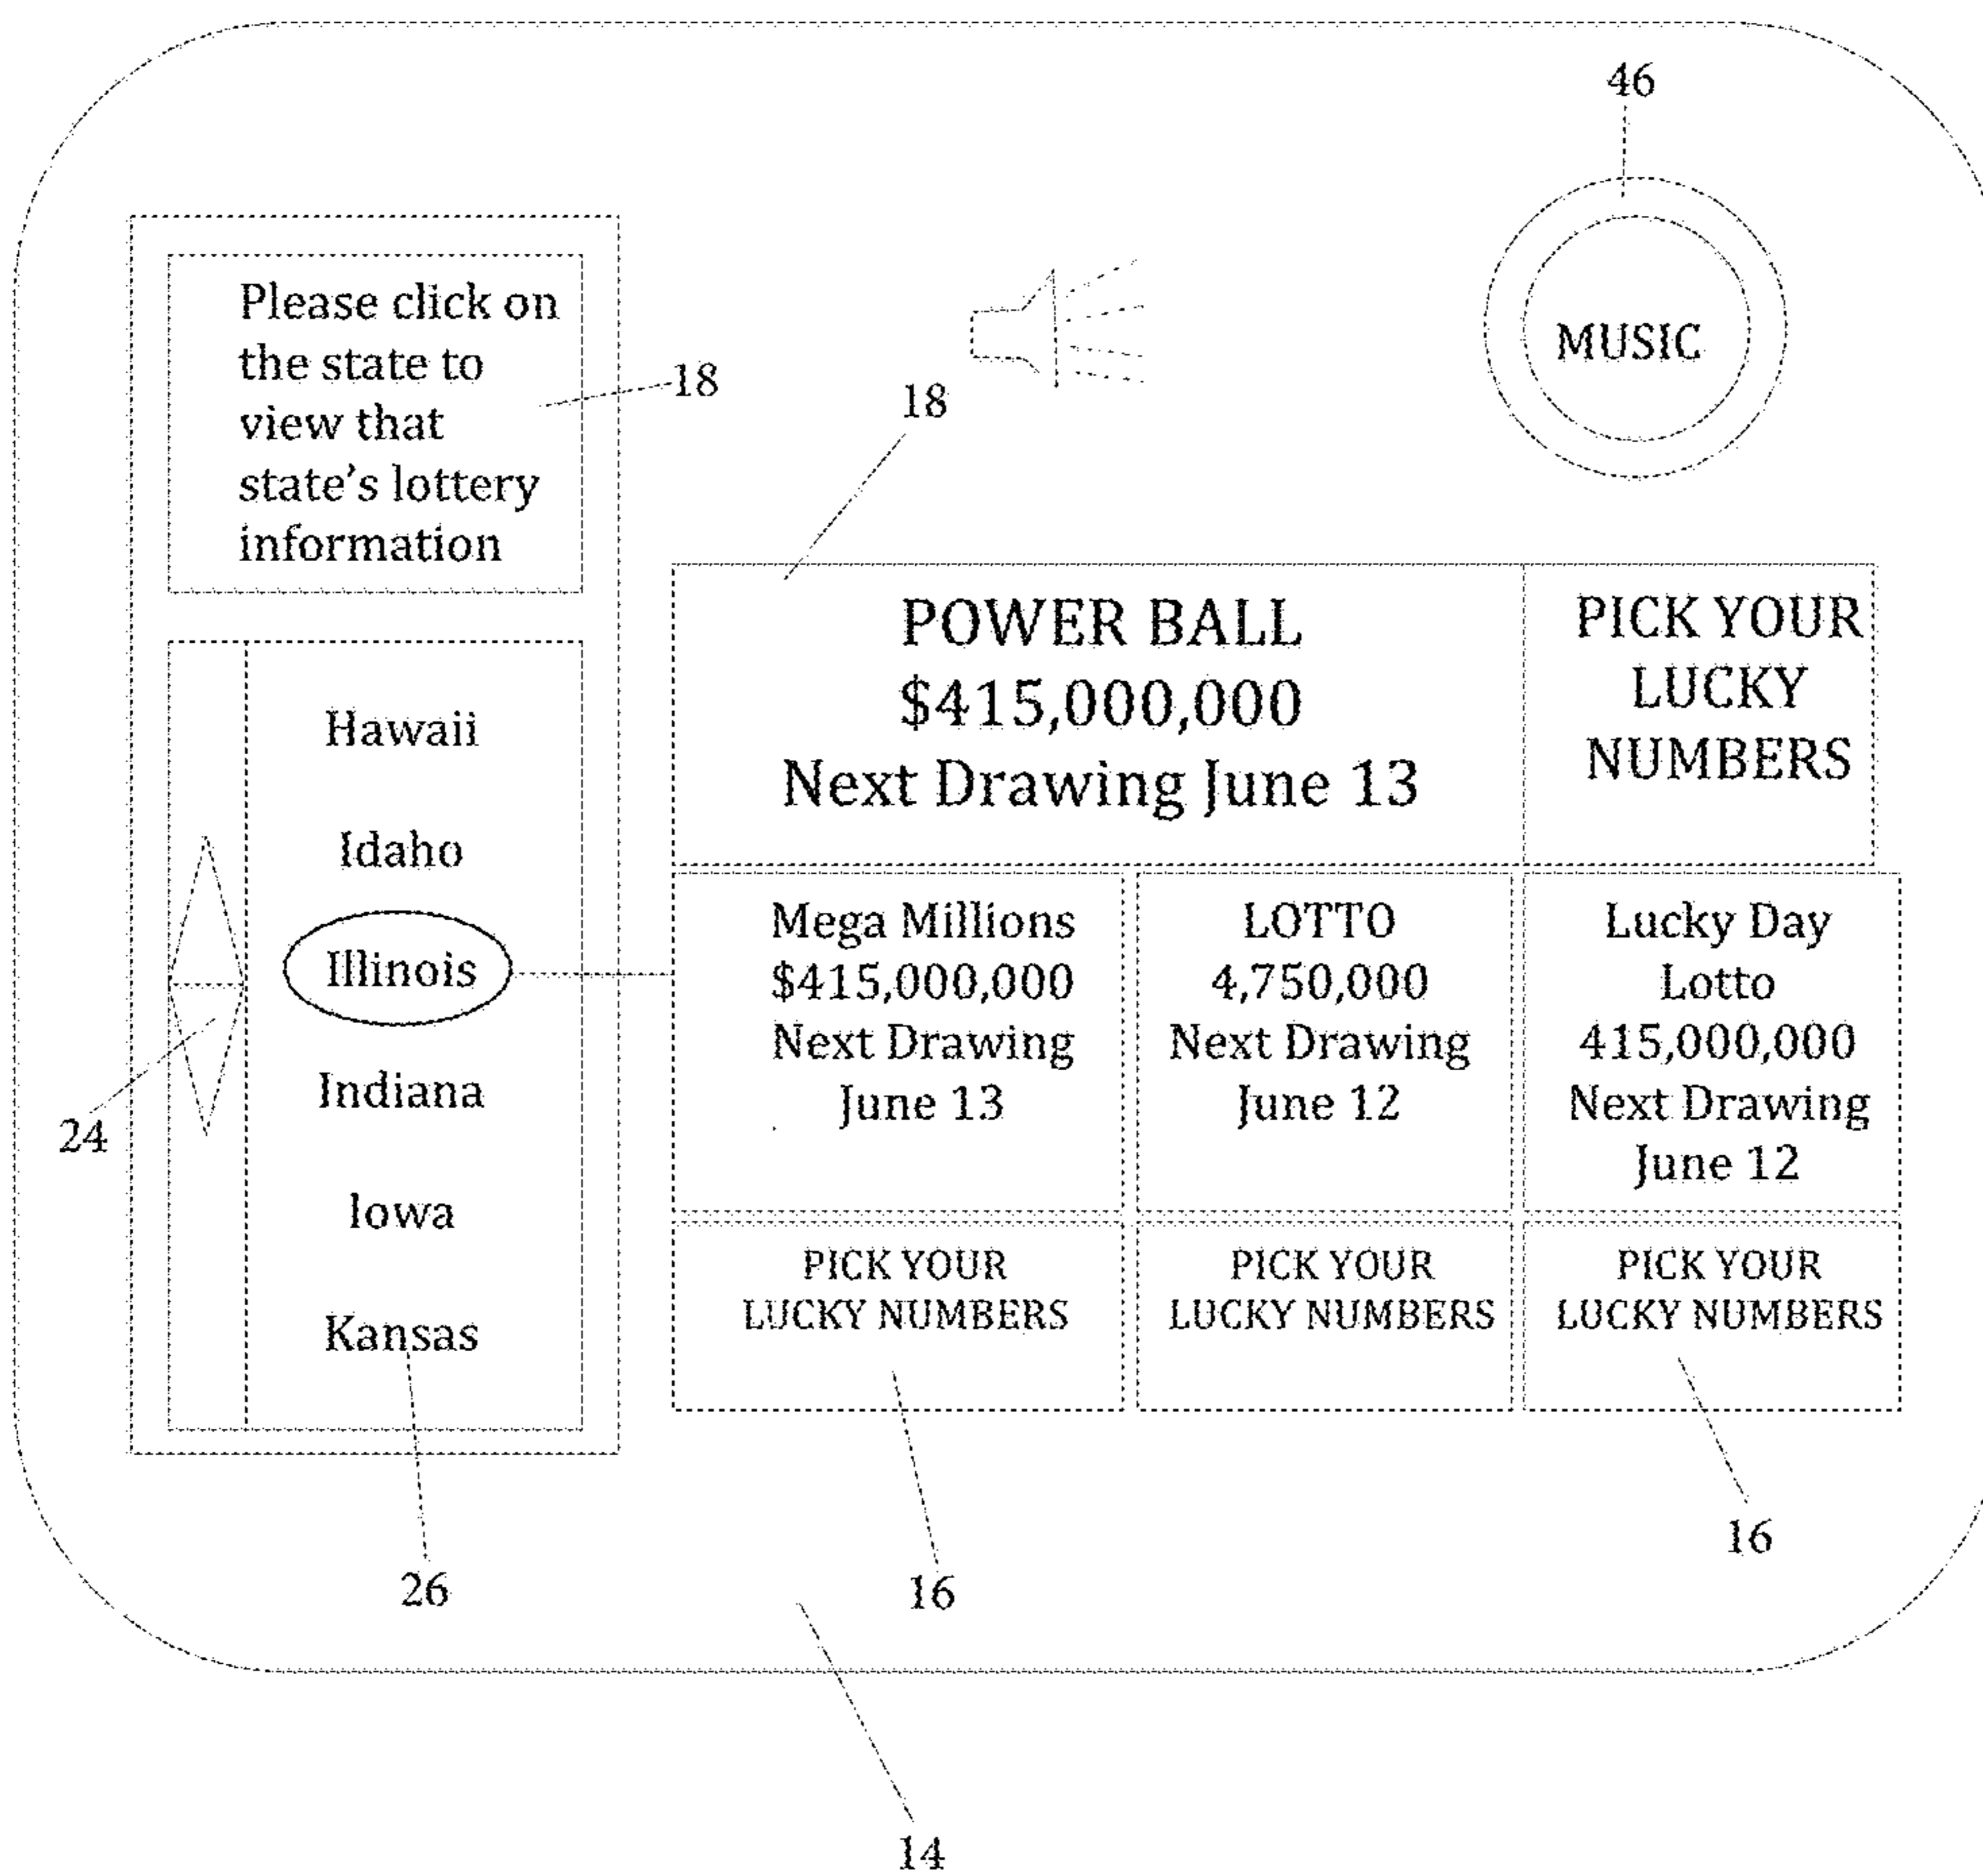 46
Please click on
the state to
view that
state's lottery
information
18
18
MUSIC
POWER BALL
$415,000,000
Next Drawing June 13
PICK YOUR
LUCKY
NUMBERS
Hawaii
Idaho
Illinois
Indiana
Iowa
Kansas
24
26
Mega Millions
$415,000,000
Next Drawing
June 13
LOTTO
4,750,000
Next Drawing
June 12
Lucky Day
Lotto
415,000,000
Next Drawing
June 12
PICK YOUR
LUCKY NUMBERS
PICK YOUR
LUCKY NUMBERS
PICK YOUR
LUCKY NUMBERS
16
16
14